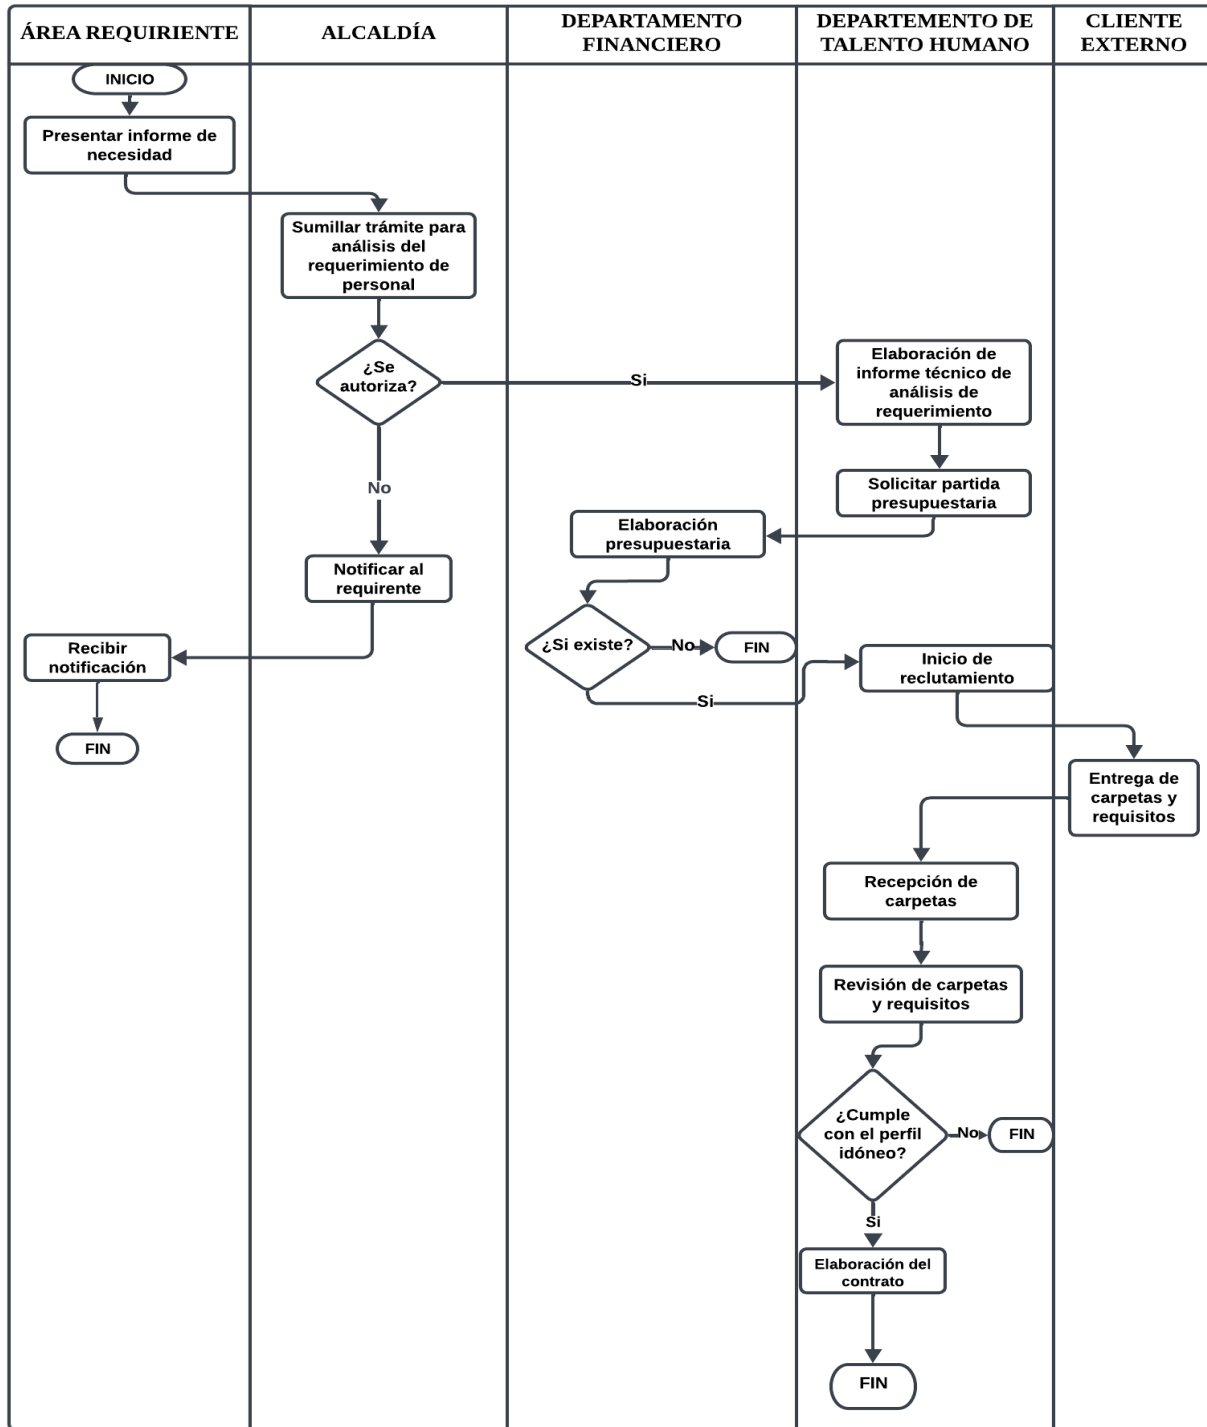 ÁREA REQUIRIENTE
ALCALDÍA
DEPARTAMENTO
FINANCIERO
DEPARTEMENTO DE
TALENTO HUMANO
CLIENTE
EXTERNO
INICIO
Presentar informe de
necesidad
Sumillar trámite para
análisis del
requerimiento de
personal
¿Se
autoriza?
Si
Elaboración de
informe técnico de
análisis de
requerimiento
No
Solicitar partida
presupuestaria
Elaboración
presupuestaria
Notificar al
requirente
Recibir
notificación
FIN
¿Si existe?
No
FIN
Si
Inicio de
reclutamiento
Entrega de
carpetas y
requisitos
Recepción de
carpetas
Revisión de carpetas
y requisitos
¿Cumple
con el perfil
idóneo?
No
FIN
Si
Elaboración del
contrato
FIN